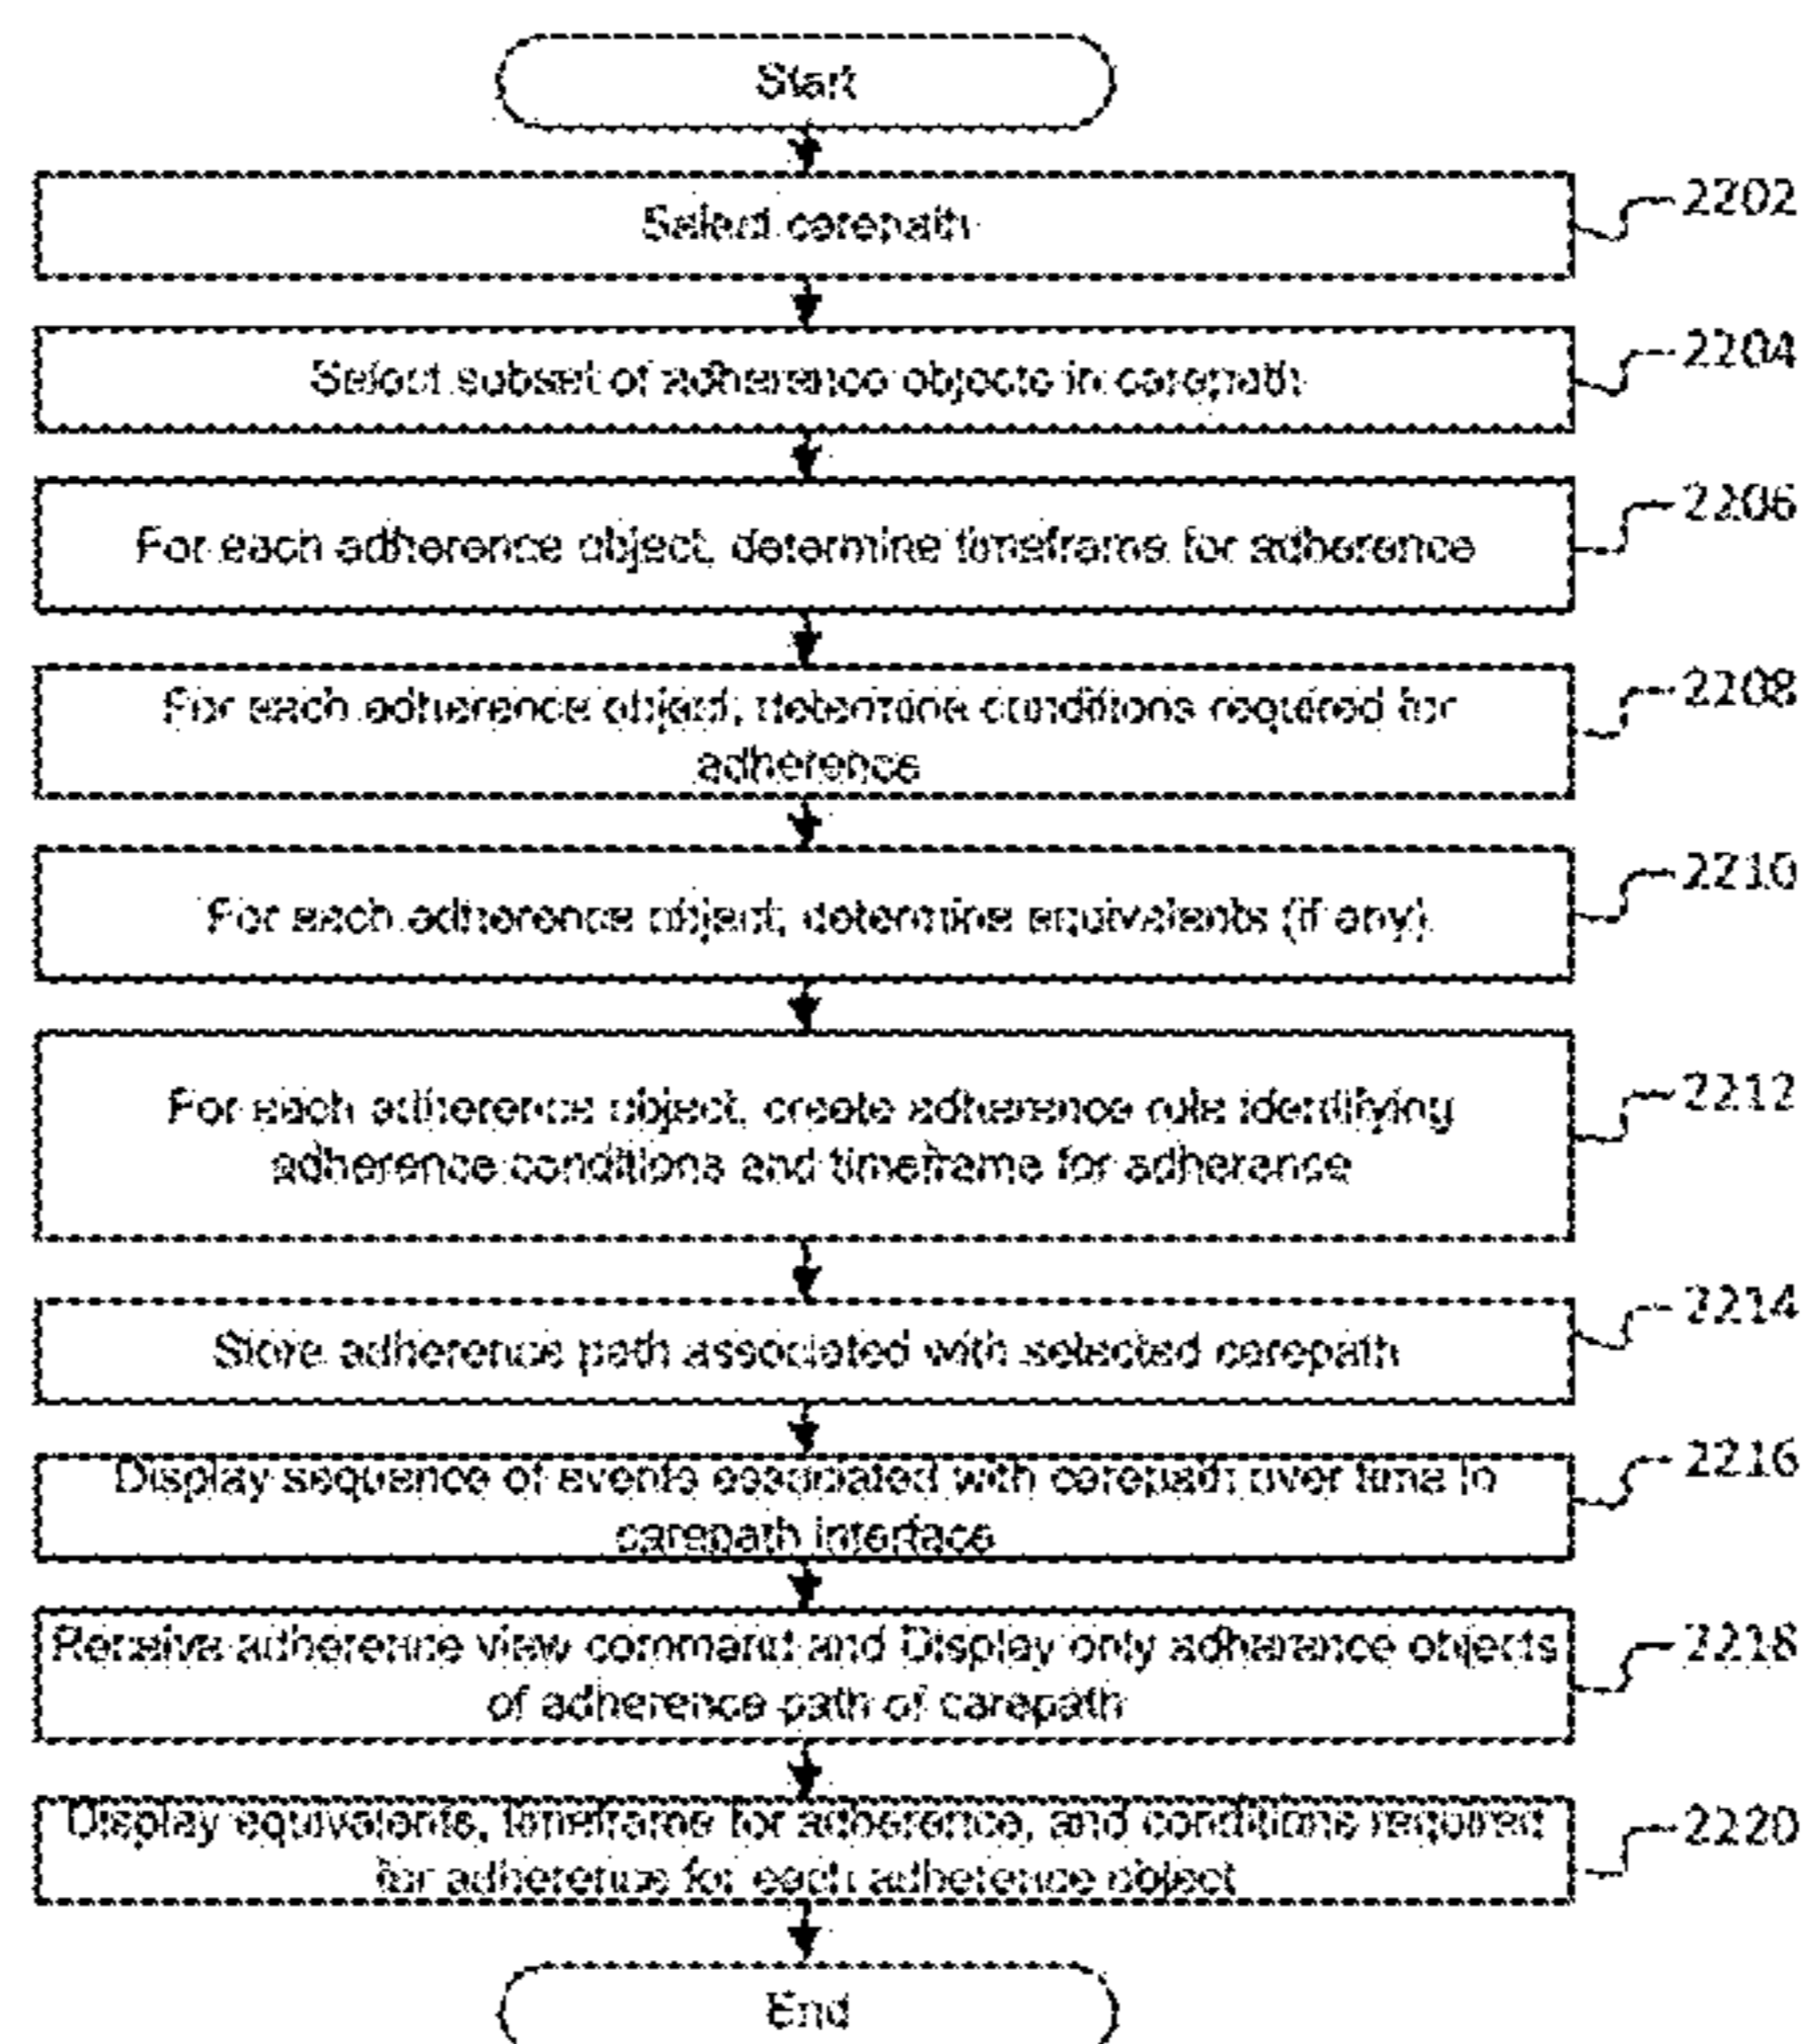 Start
Select carepath
2202
Select subset of adherence objects in carepath
2204
For each adherence object, determine timeframe for adherence
2206
For each adherence object, determine conditions required for
adherence
2208
For each adherence object, determine equivalents (if any)
2210
For each adherence object, create adherence rule identifying
adherence conditions and timeframe for adherance
2212
Store adherence path associated with selected carepath
2214
Display sequence of events associated with carepath over time in
carepath interface
2216
Receive adherence view command and Display only adherance objects
of adherence path of carepath
2218
Display equivalents, timeframe for adherence, and conditions required
for adherence for each adherence object
2220
End